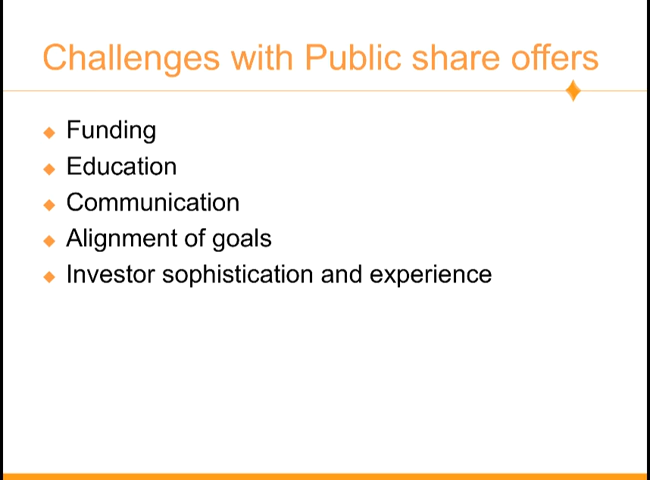 Challenges with Public share offers
Funding
Education
Communication
Alignment of goals
Investor sophistication and experience